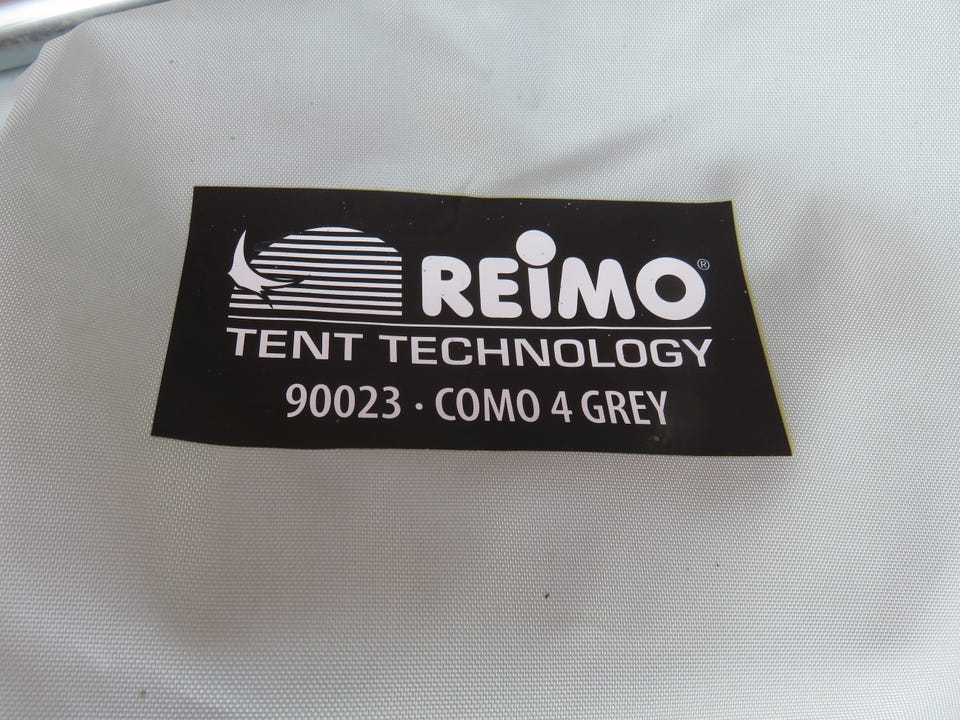 REiMO®
TENT TECHNOLOGY
90023 · COMO 4 GREY